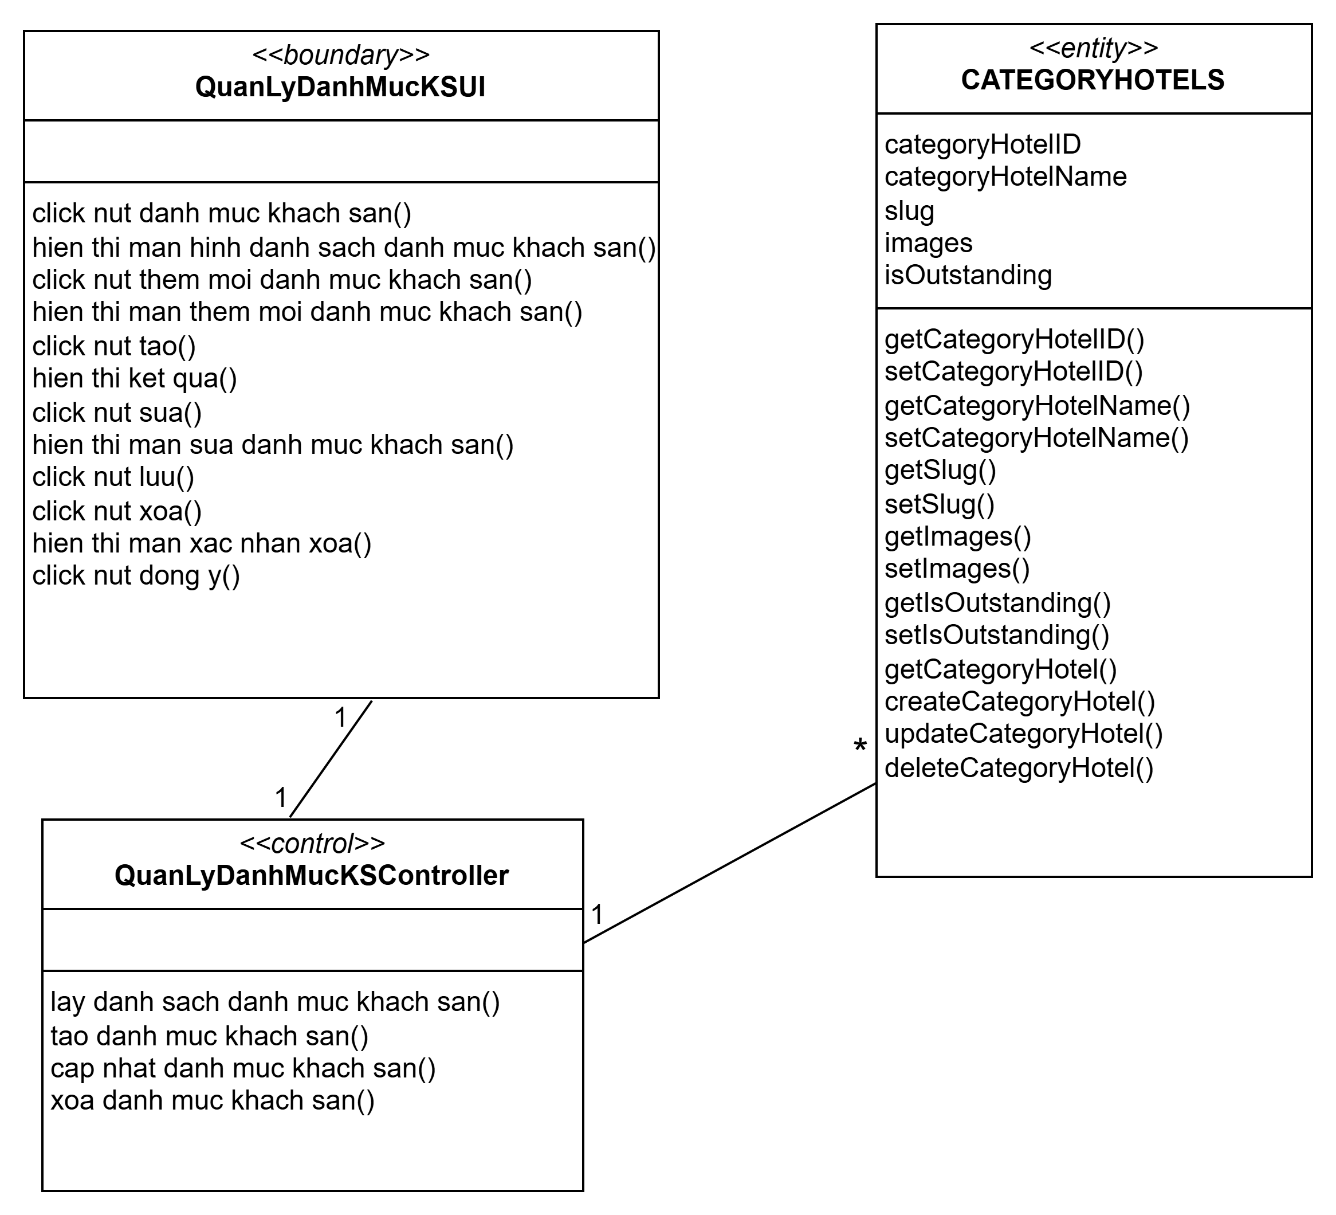 <<boundary>>
QuanLyDanhMucKSUI
click nut danh muc khach san()
hien thi man hinh danh sach danh muc khach san()
click nut them moi danh muc khach san()
hien thi man them moi danh muc khach san()
click nut tao()
hien thi ket qua()
click nut sua()
hien thi man sua danh muc khach san()
click nut luu()
click nut xoa()
hien thi man xac nhan xoa()
click nut dong y()
<<entity>>
CATEGORYHOTELS
categoryHotelID
categoryHotelName
slug
images
isOutstanding
getCategoryHotelID()
setCategoryHotelID()
getCategoryHotelName()
setCategoryHotelName()
getSlug()
setSlug()
getImages()
setImages()
getIsOutstanding()
setIsOutstanding()
getCategoryHotel()
createCategoryHotel()
updateCategoryHotel()
deleteCategoryHotel()
1
*
1
<<control>>
QuanLyDanhMucKSController
1
lay danh sach danh muc khach san()
tao danh muc khach san()
cap nhat danh muc khach san()
xoa danh muc khach san()